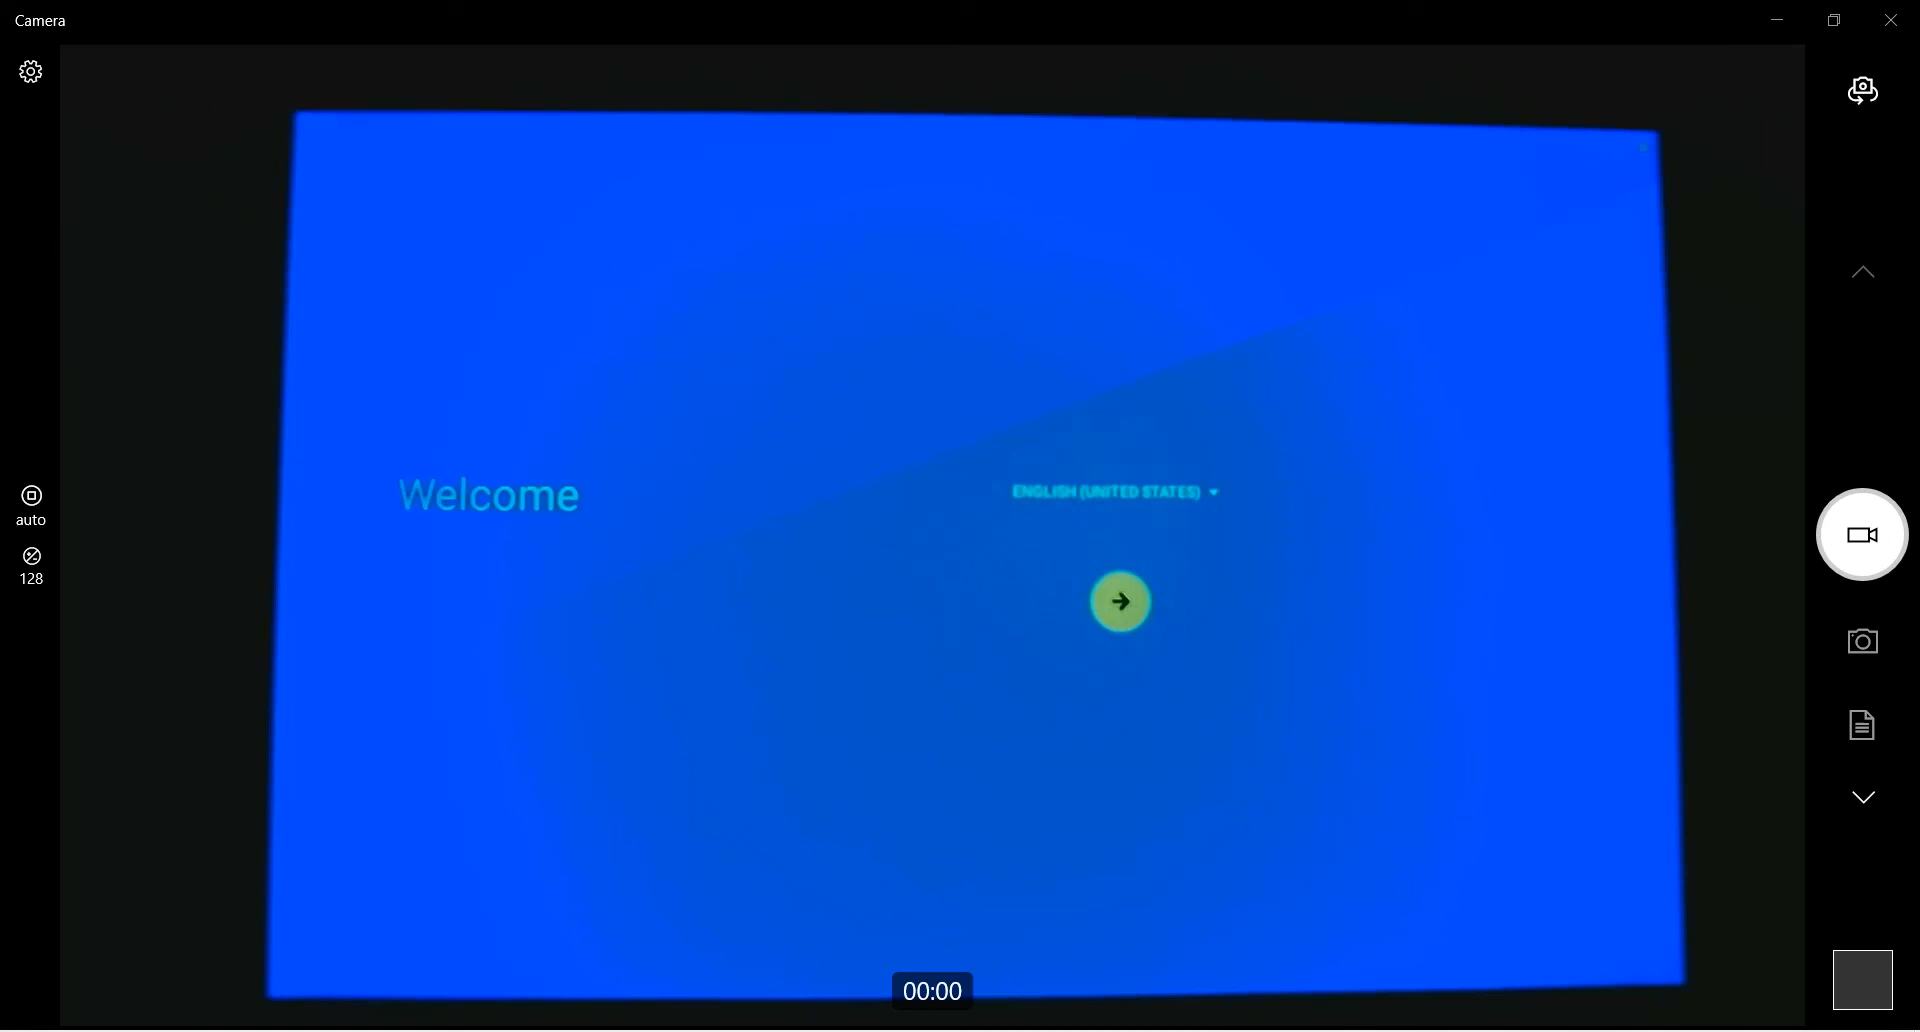 Camera
auto
128
Welcome
ENGLISH (UNITED STATES)
00:00